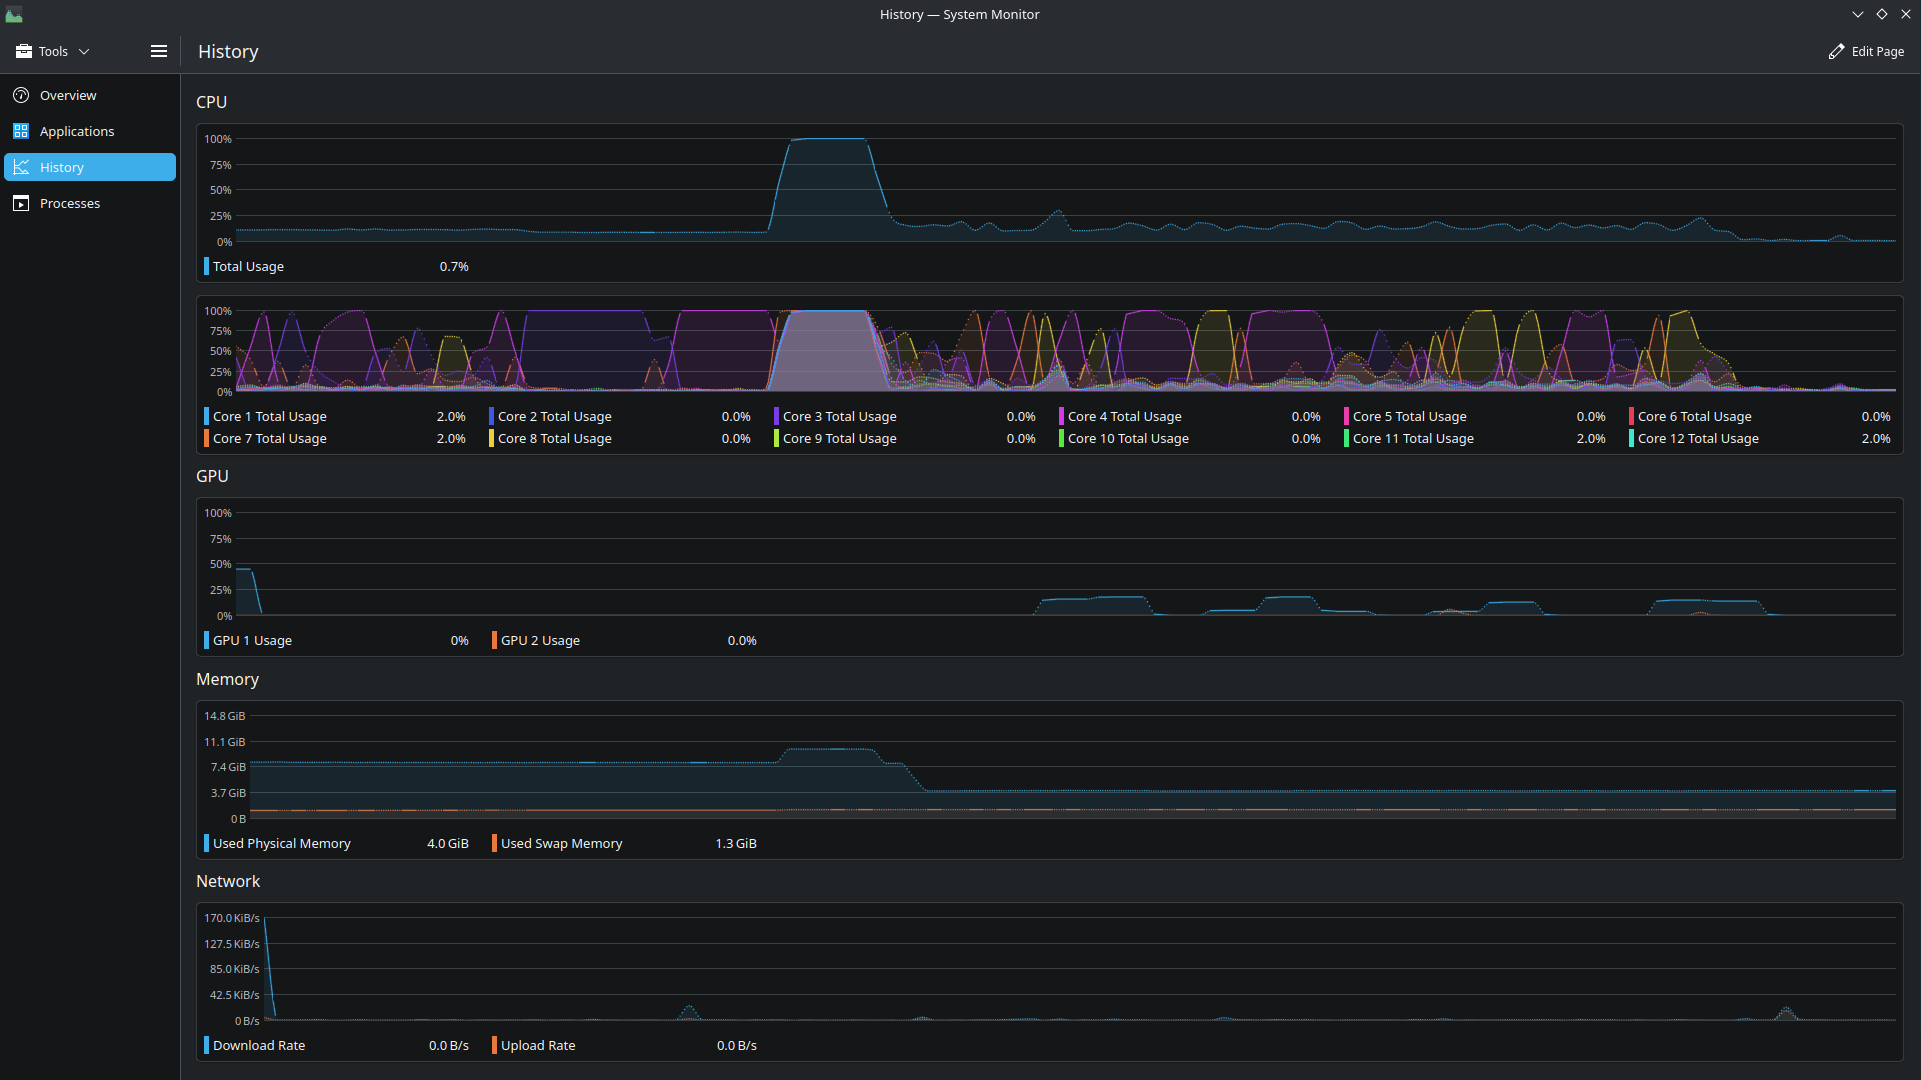 History — System Monitor
Tools
History
Edit Page
Overview
Applications
History
Processes
CPU
100%
75%
50%
25%
0%
Total Usage 0.7%
100%
75%
50%
25%
0%
Core 1 Total Usage 2.0% Core 2 Total Usage 0.0% Core 3 Total Usage 0.0% Core 4 Total Usage 0.0% Core 5 Total Usage 0.0% Core 6 Total Usage 0.0%
Core 7 Total Usage 2.0% Core 8 Total Usage 0.0% Core 9 Total Usage 0.0% Core 10 Total Usage 0.0% Core 11 Total Usage 2.0% Core 12 Total Usage 2.0%
GPU
100%
75%
50%
25%
0%
GPU 1 Usage 0% GPU 2 Usage 0.0%
Memory
14.8 GiB
11.1 GiB
7.4 GiB
3.7 GiB
0 B
Used Physical Memory 4.0 GiB Used Swap Memory 1.3 GiB
Network
170.0 KiB/s
127.5 KiB/s
85.0 KiB/s
42.5 KiB/s
0 B/s
Download Rate 0.0 B/s Upload Rate 0.0 B/s